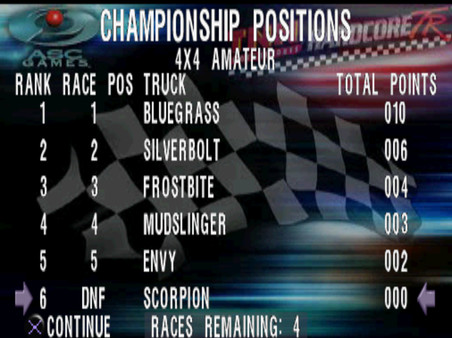 CHAMPIONSHIP POSITIONS
ASC
GAMES
HARDCORE TR
4X4 AMATEUR
RANK RACE POS TRUCK TOTAL POINTS
1 1 BLUEGRASS 010
2 2 SILVERBOLT 006
3 3 FROSTBITE 004
4 4 MUDSLINGER 003
5 5 ENVY 002
6 DNF SCORPION 000
CONTINUE RACES REMAINING: 4